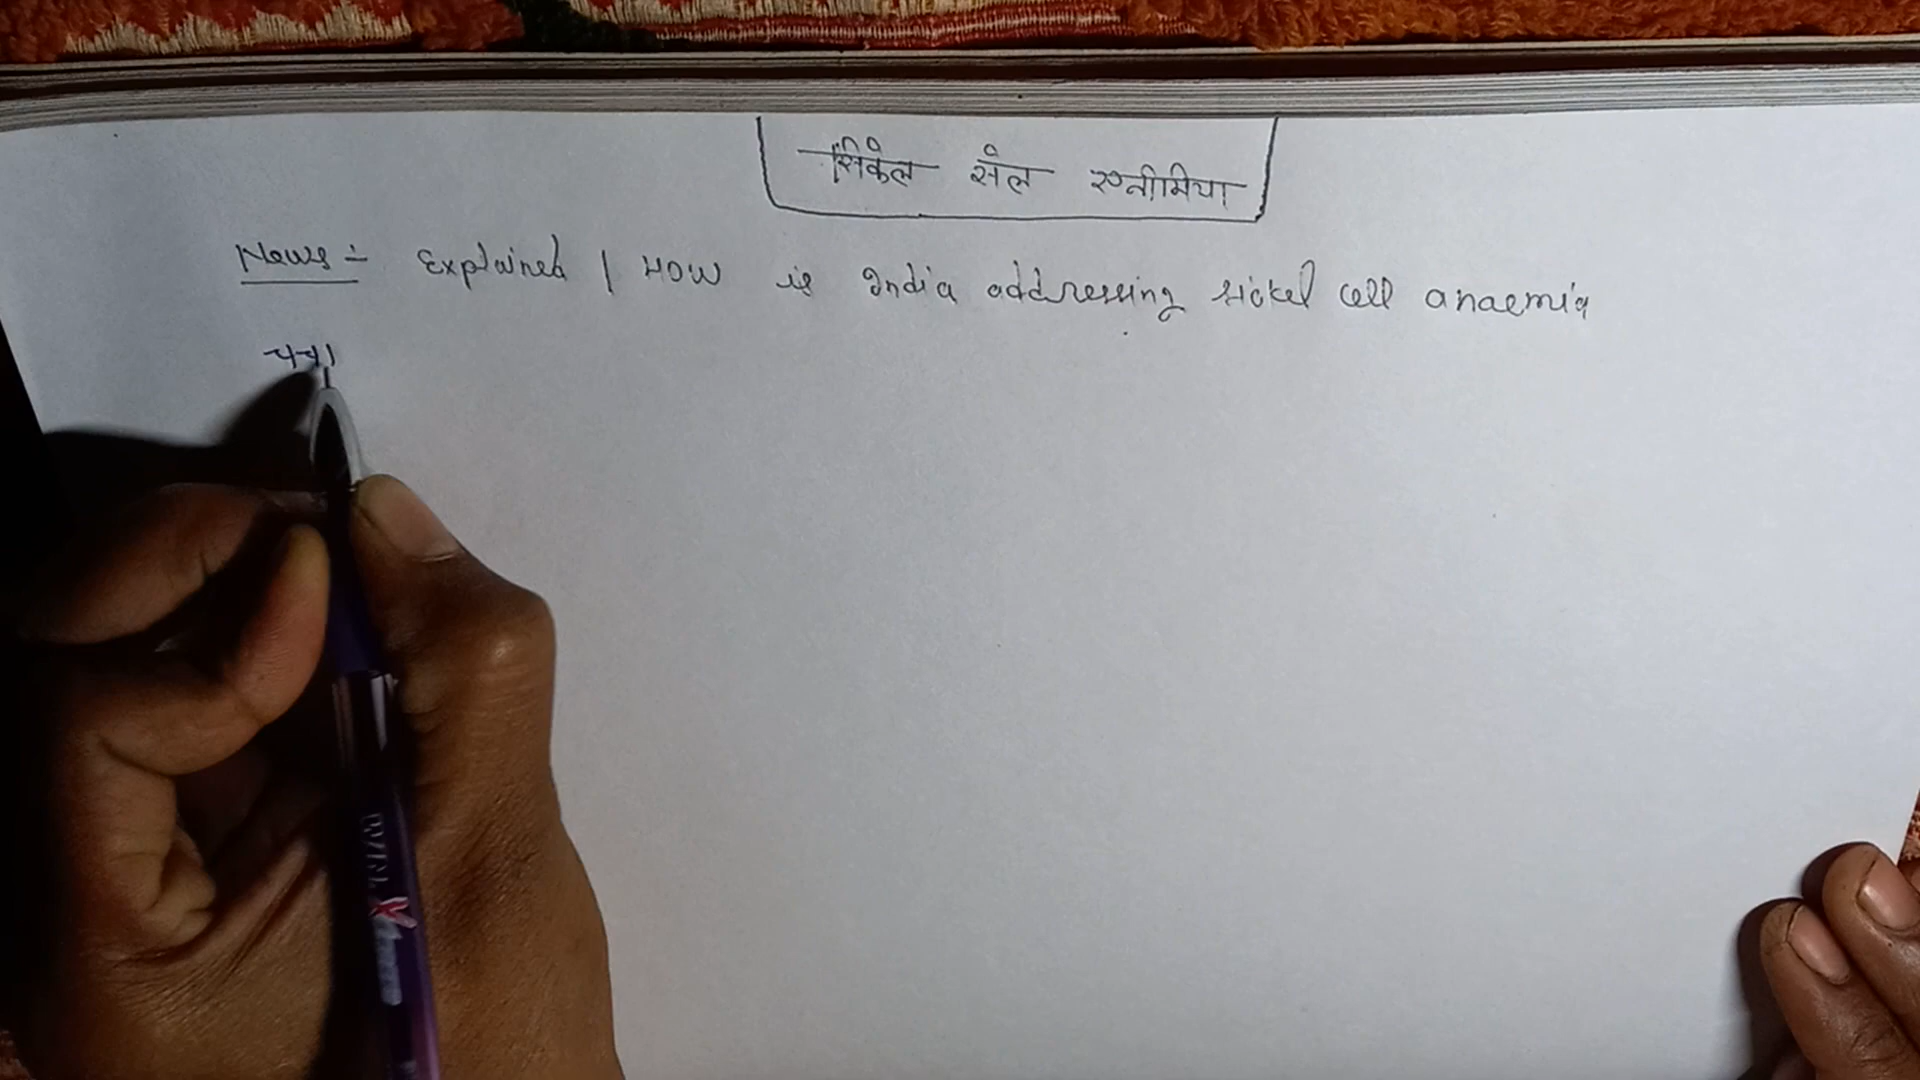 सिकेल सेल एनीमिया
News :- Explained | How is India addressing sickel cell anaemia